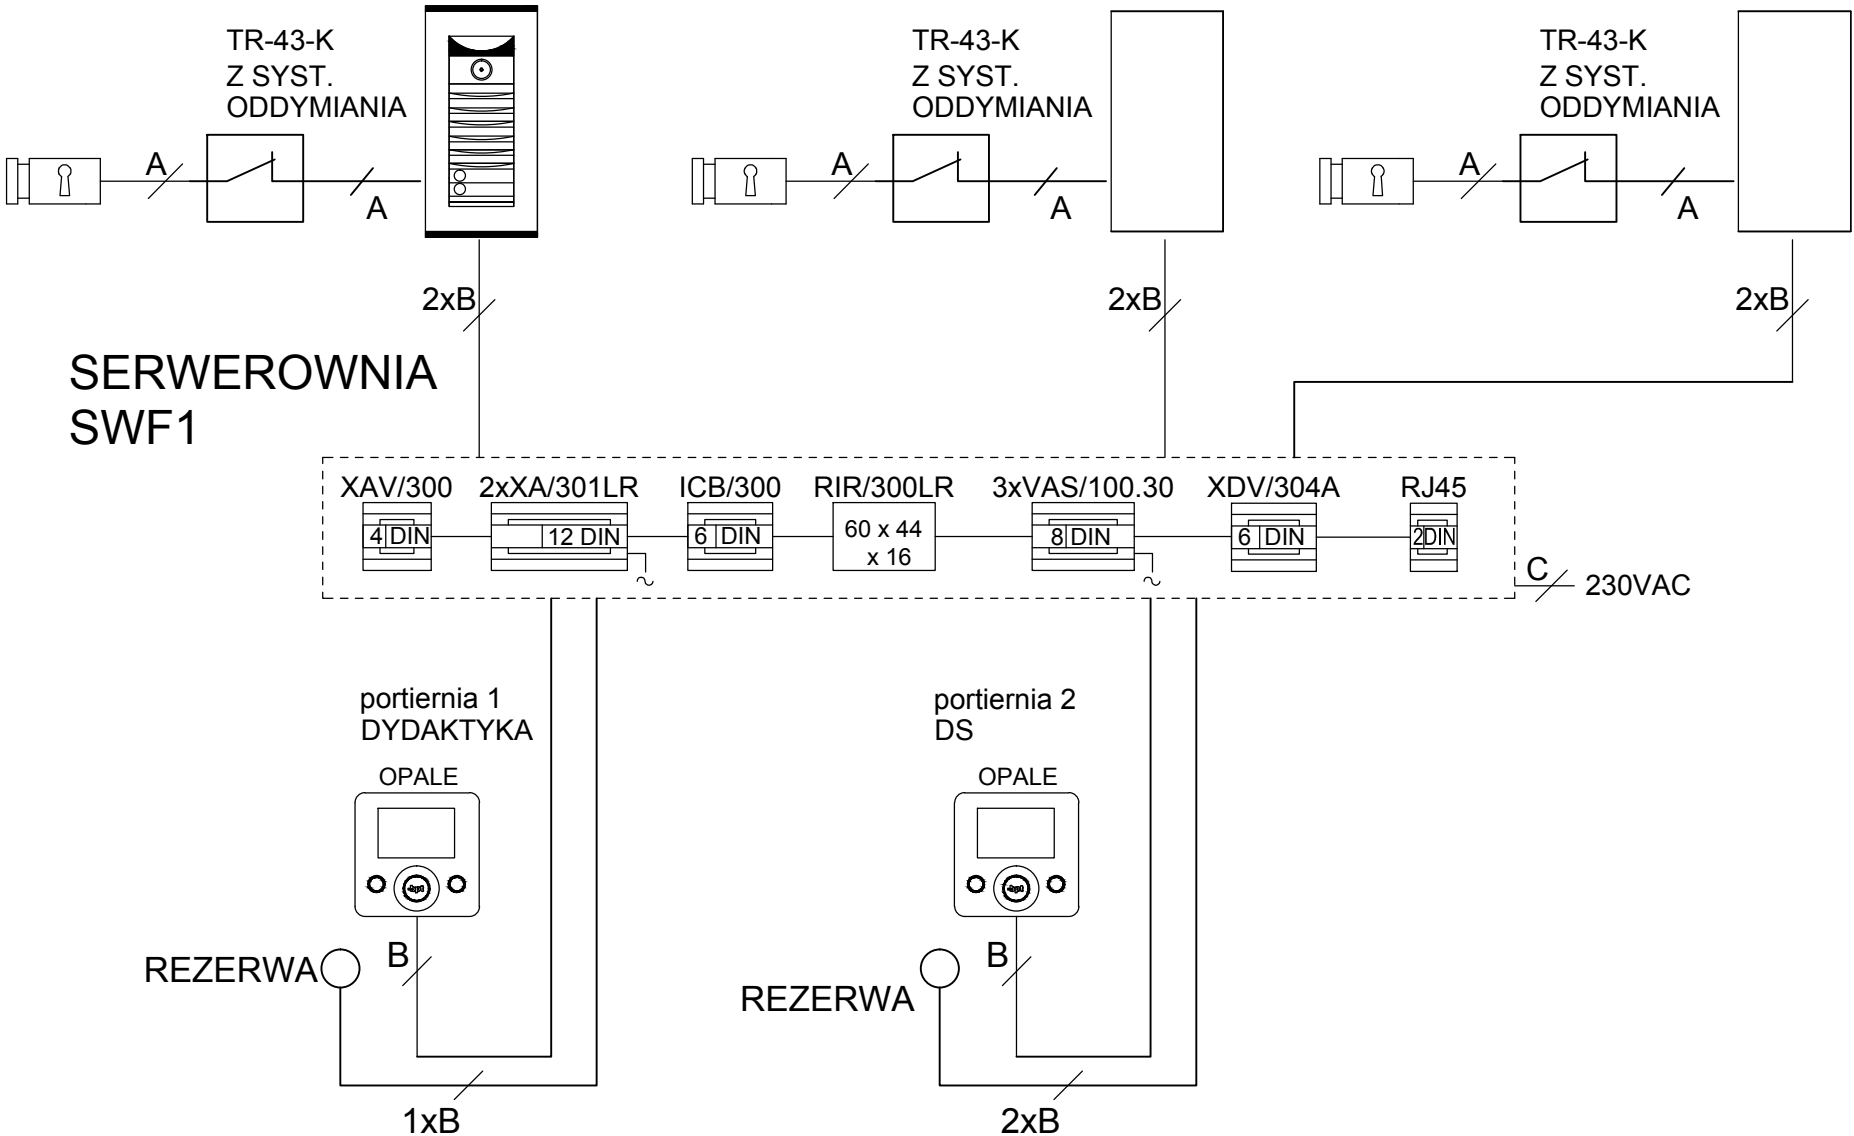 TR-43-K
Z SYST.
ODDYMIANIA
A
A
TR-43-K
Z SYST.
ODDYMIANIA
A
A
TR-43-K
Z SYST.
ODDYMIANIA
A
A
2xB
2xB
2xB
SERWEROWNIA
SWF1
XAV/300
2xXA/301LR
ICB/300
RIR/300LR
3xVAS/100.30
XDV/304A
RJ45
4 DIN
12 DIN
6 DIN
60 x 44
x 16
8 DIN
6 DIN
2 DIN
C
230VAC
portiernia 1
DYDAKTYKA
OPALE
portiernia 2
DS
OPALE
B
REZERWA
B
REZERWA
1xB
2xB